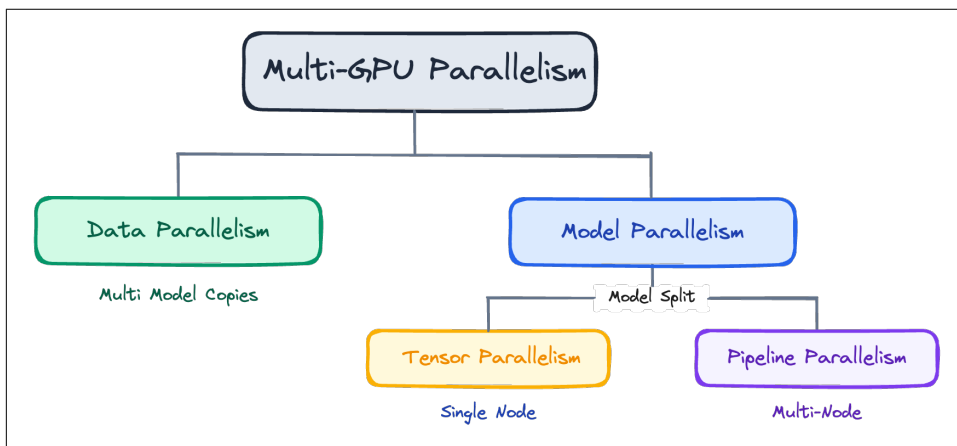 Multi-GPU Parallelism
Data Parallelism
Model Parallelism
Multi Model Copies
Model Split
Tensor Parallelism
Pipeline Parallelism
Single Node
Multi-Node